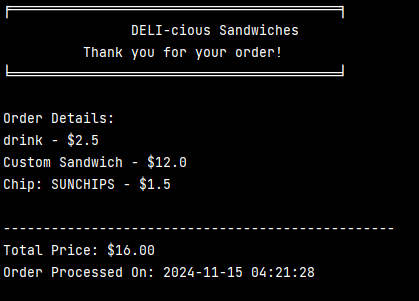 DELI-cious Sandwiches
Thank you for your order!
Order Details:
drink - $2.5
Custom Sandwich - $12.0
Chip: SUNCHIPS - $1.5
-------------------------------------------------
Total Price: $16.00
Order Processed On: 2024-11-15 04:21:28